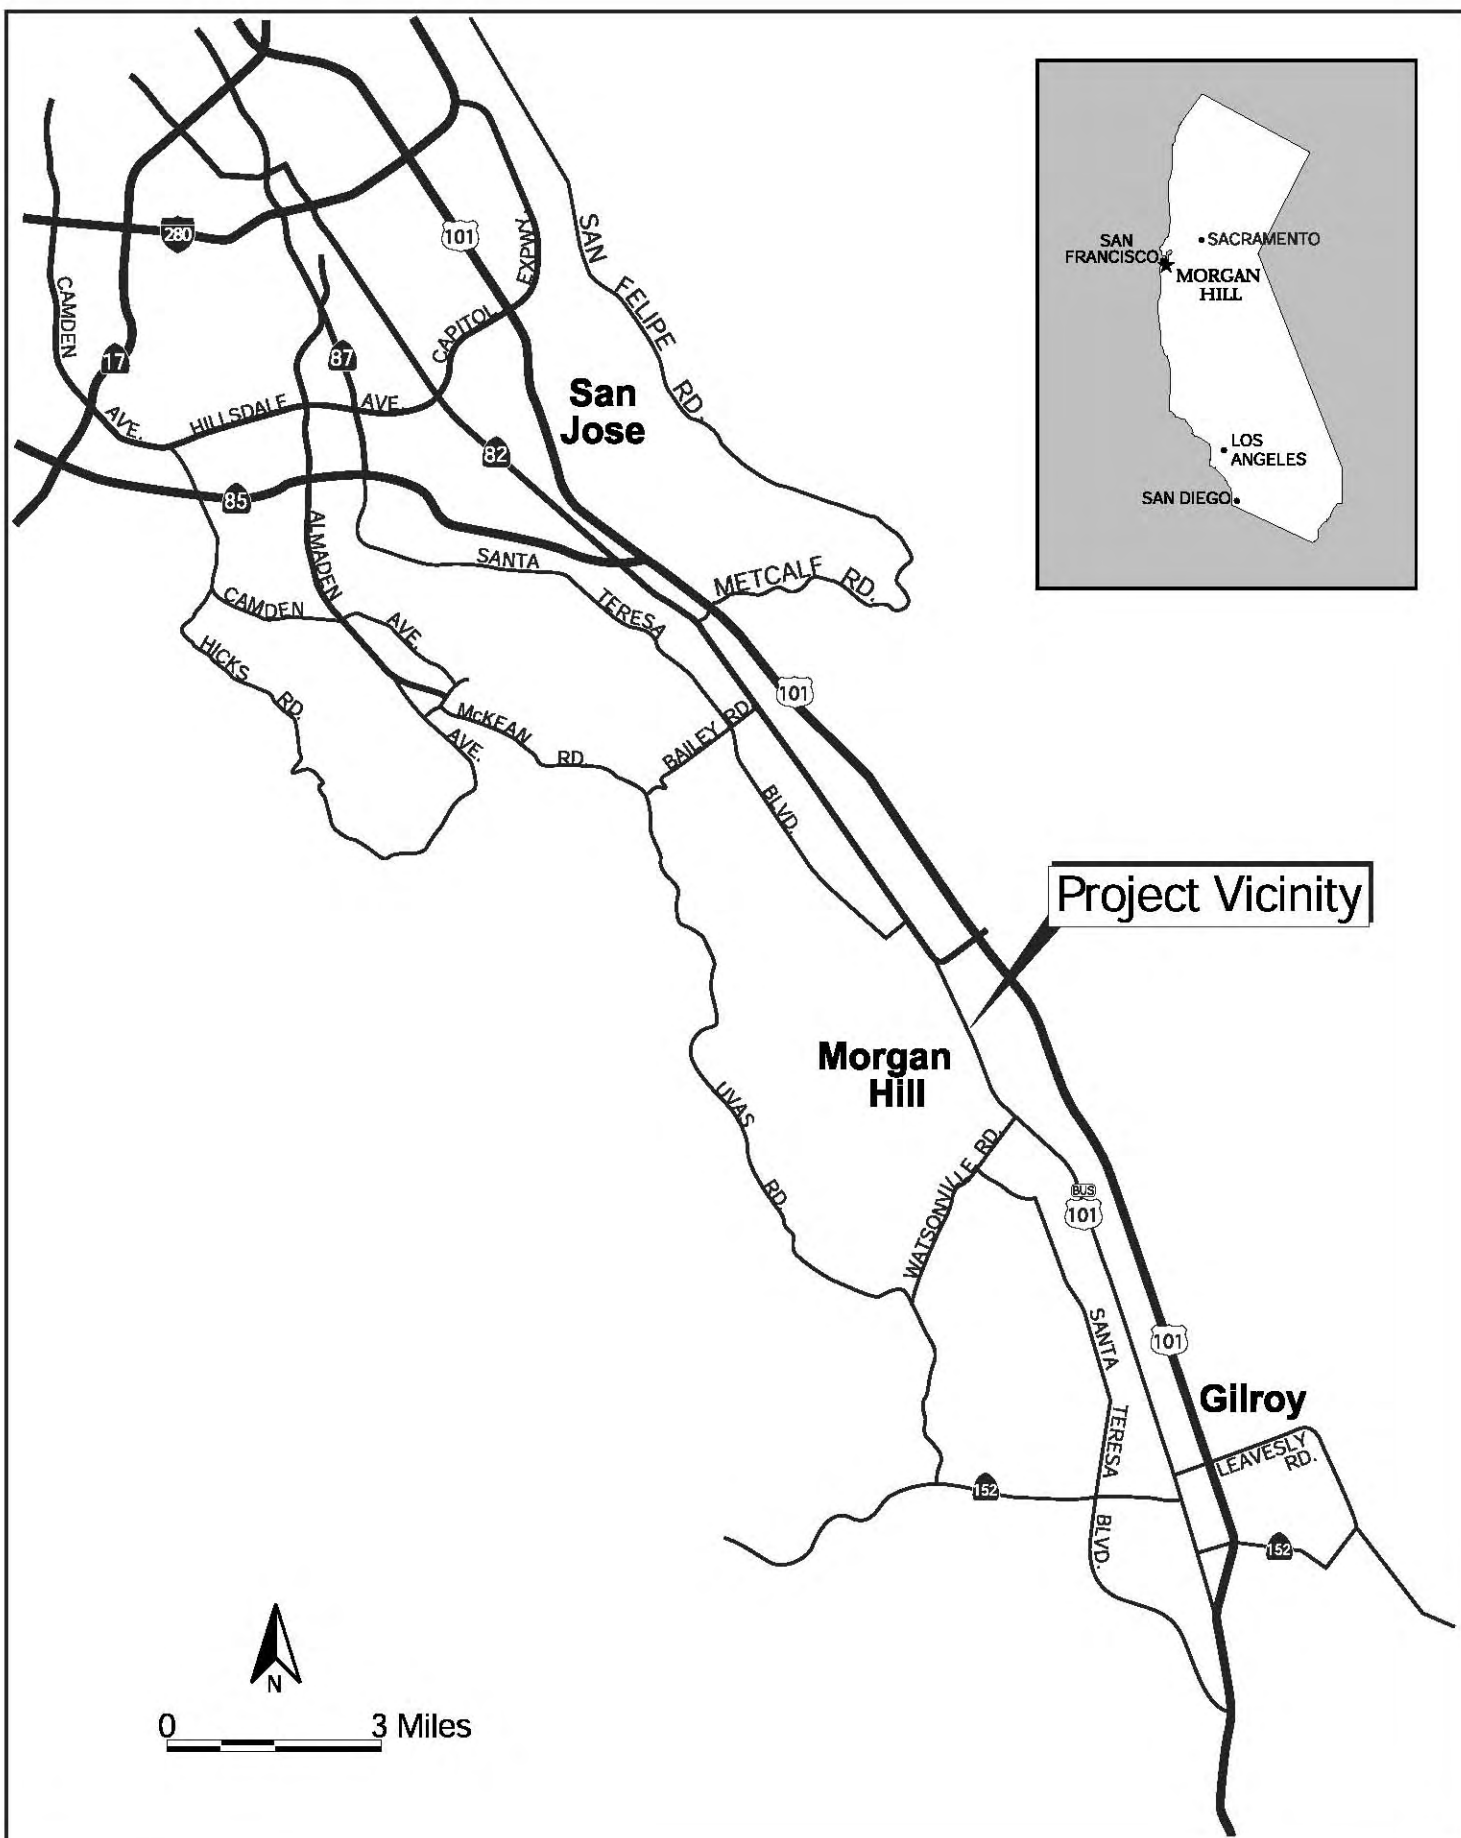 SAN
FRANCISCO
SACRAMENTO
MORGAN
HILL
LOS
ANGELES
SAN DIEGO
280
101
EXPWY.
SAN
FELIPE
RD.
CAMDEN
AVE.
17
87
CAPITOL
HILLSDALE
AVE.
San
Jose
82
85
ALMADEN
SANTA
TERESA
METCALF
RD.
CAMDEN
AVE.
HICKS
RD.
McKEAN
RD.
AVE.
BAILEY RD.
101
BLVD.
Project Vicinity
Morgan
Hill
UVAS
RD.
WATSONVILLE RD.
BUS
101
SANTA
TERESA
BLVD.
101
Gilroy
LEAVESLY
RD.
152
152
N
0
3 Miles